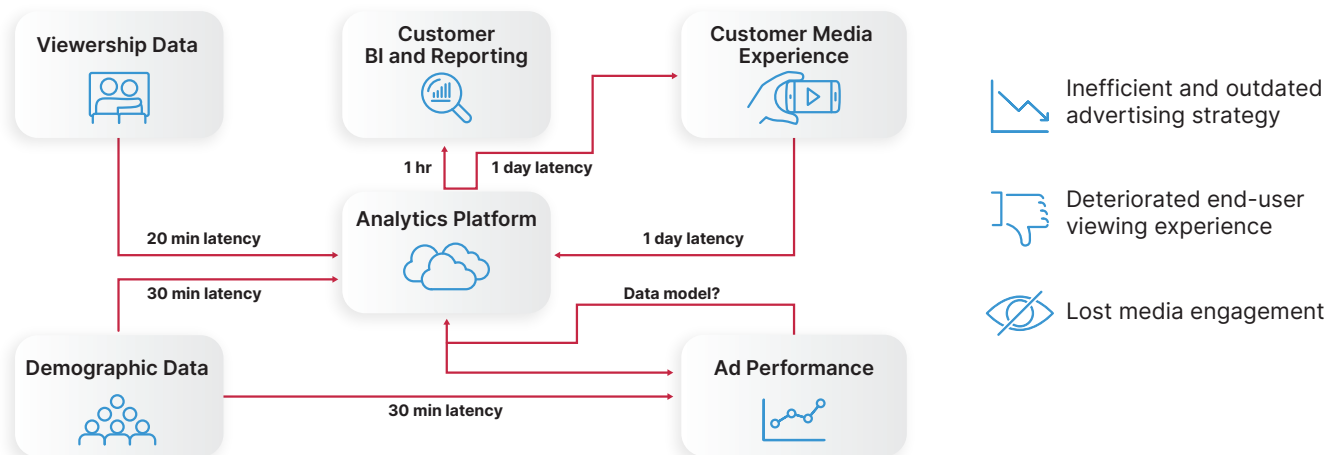 Viewership Data
Customer
BI and Reporting
Customer Media
Experience
Inefficient and outdated
advertising strategy
1 hr
1 day latency
Deteriorated end-user
viewing experience
Analytics Platform
20 min latency
1 day latency
30 min latency
Data model?
Lost media engagement
Demographic Data
Ad Performance
30 min latency